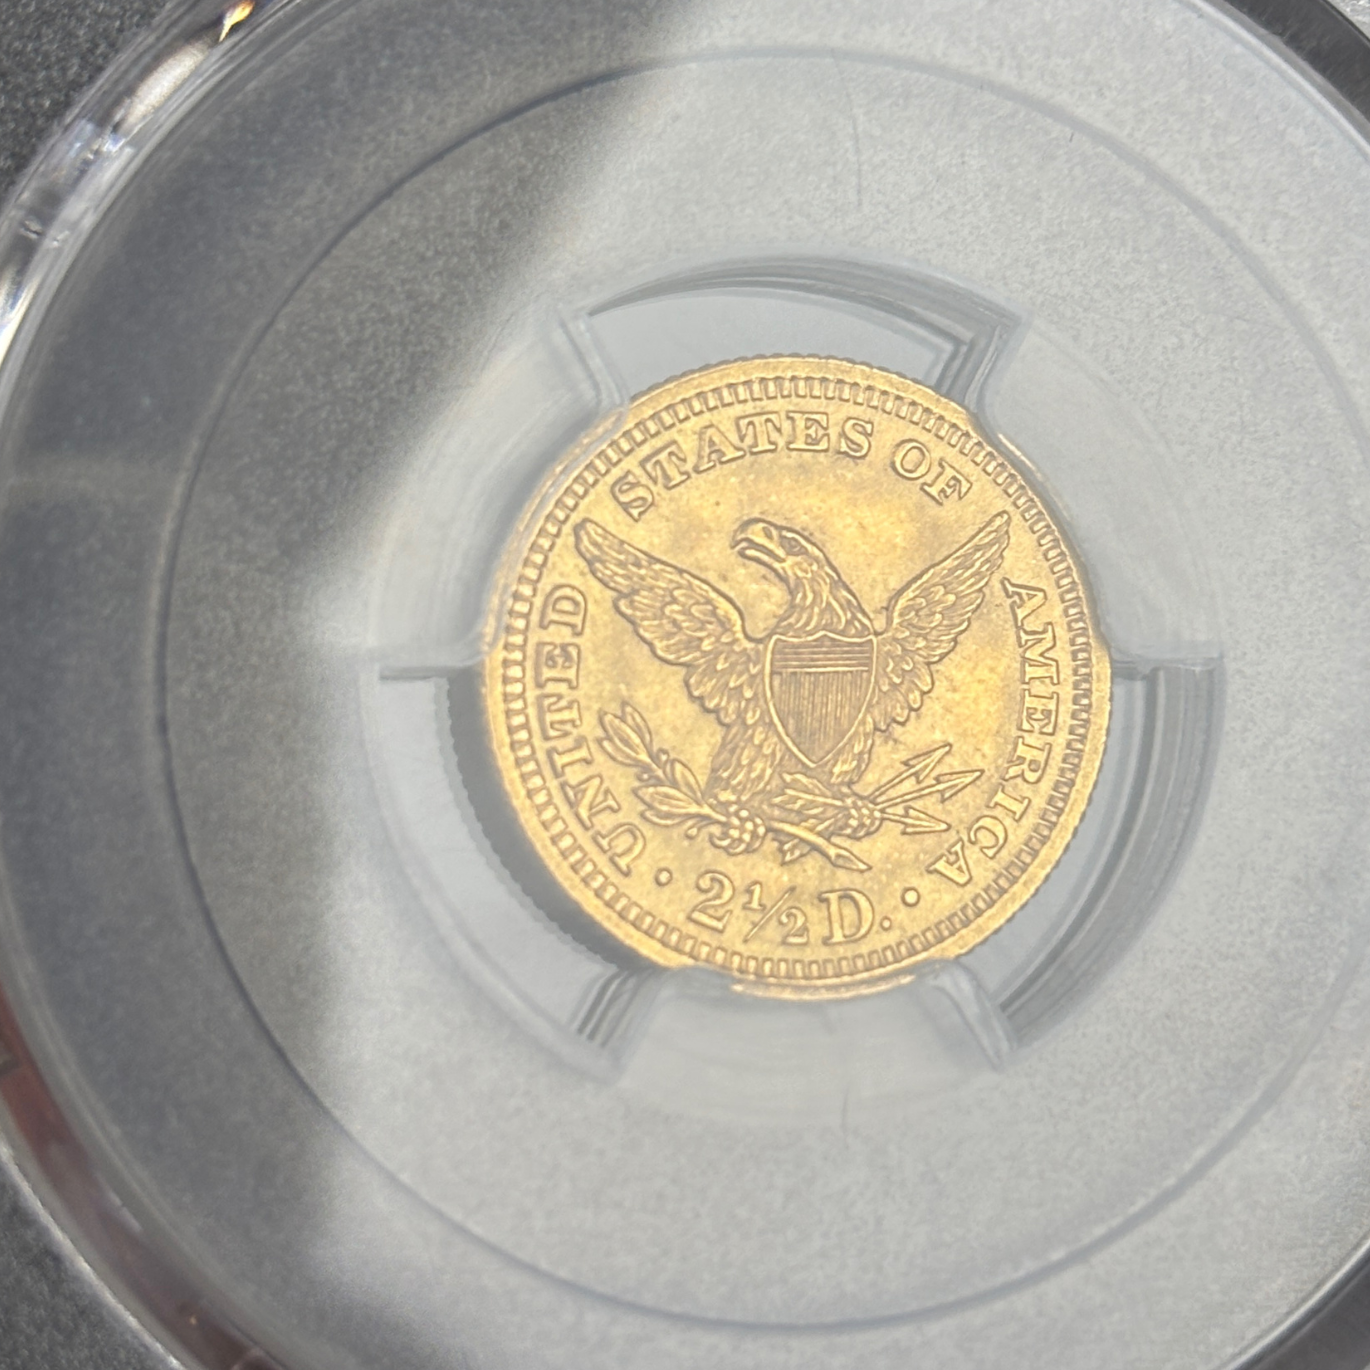 UNITED STATES OF AMERICA
· 2½ D. ·